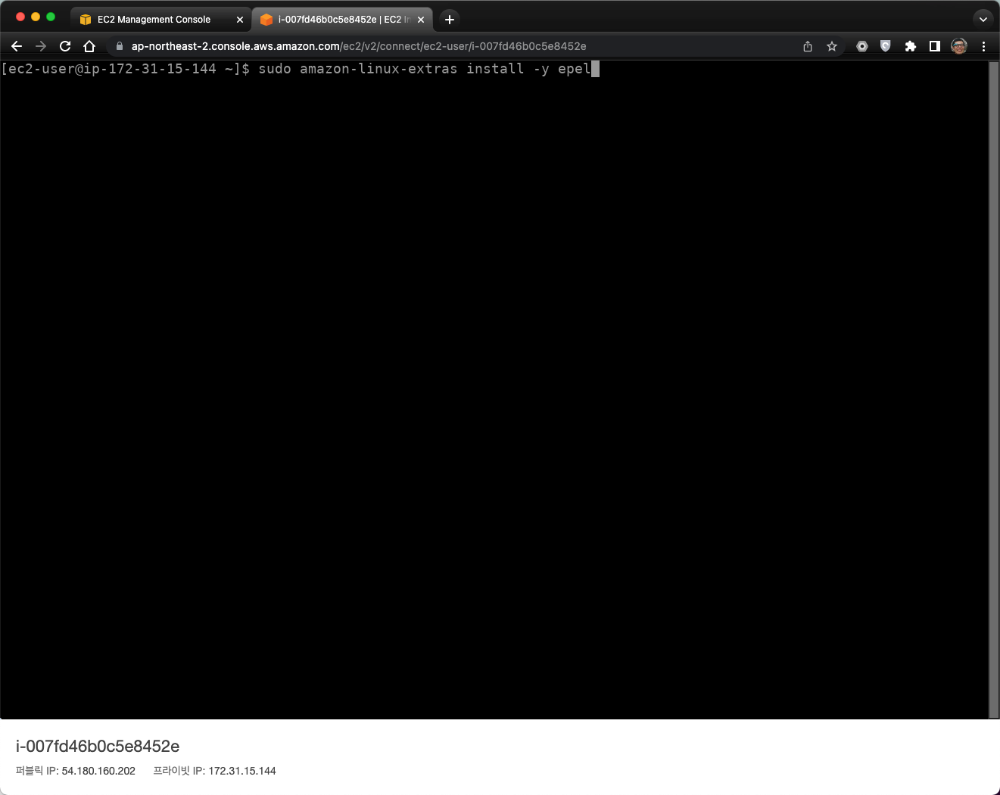 EC2 Management Console
i-007fd46b0c5e8452e | EC2 In
ap-northeast-2.console.aws.amazon.com/ec2/v2/connect/ec2-user/i-007fd46b0c5e8452e
[ec2-user@ip-172-31-15-144 ~]$ sudo amazon-linux-extras install -y epel
i-007fd46b0c5e8452e
퍼블릭 IP: 54.180.160.202 프라이빗 IP: 172.31.15.144